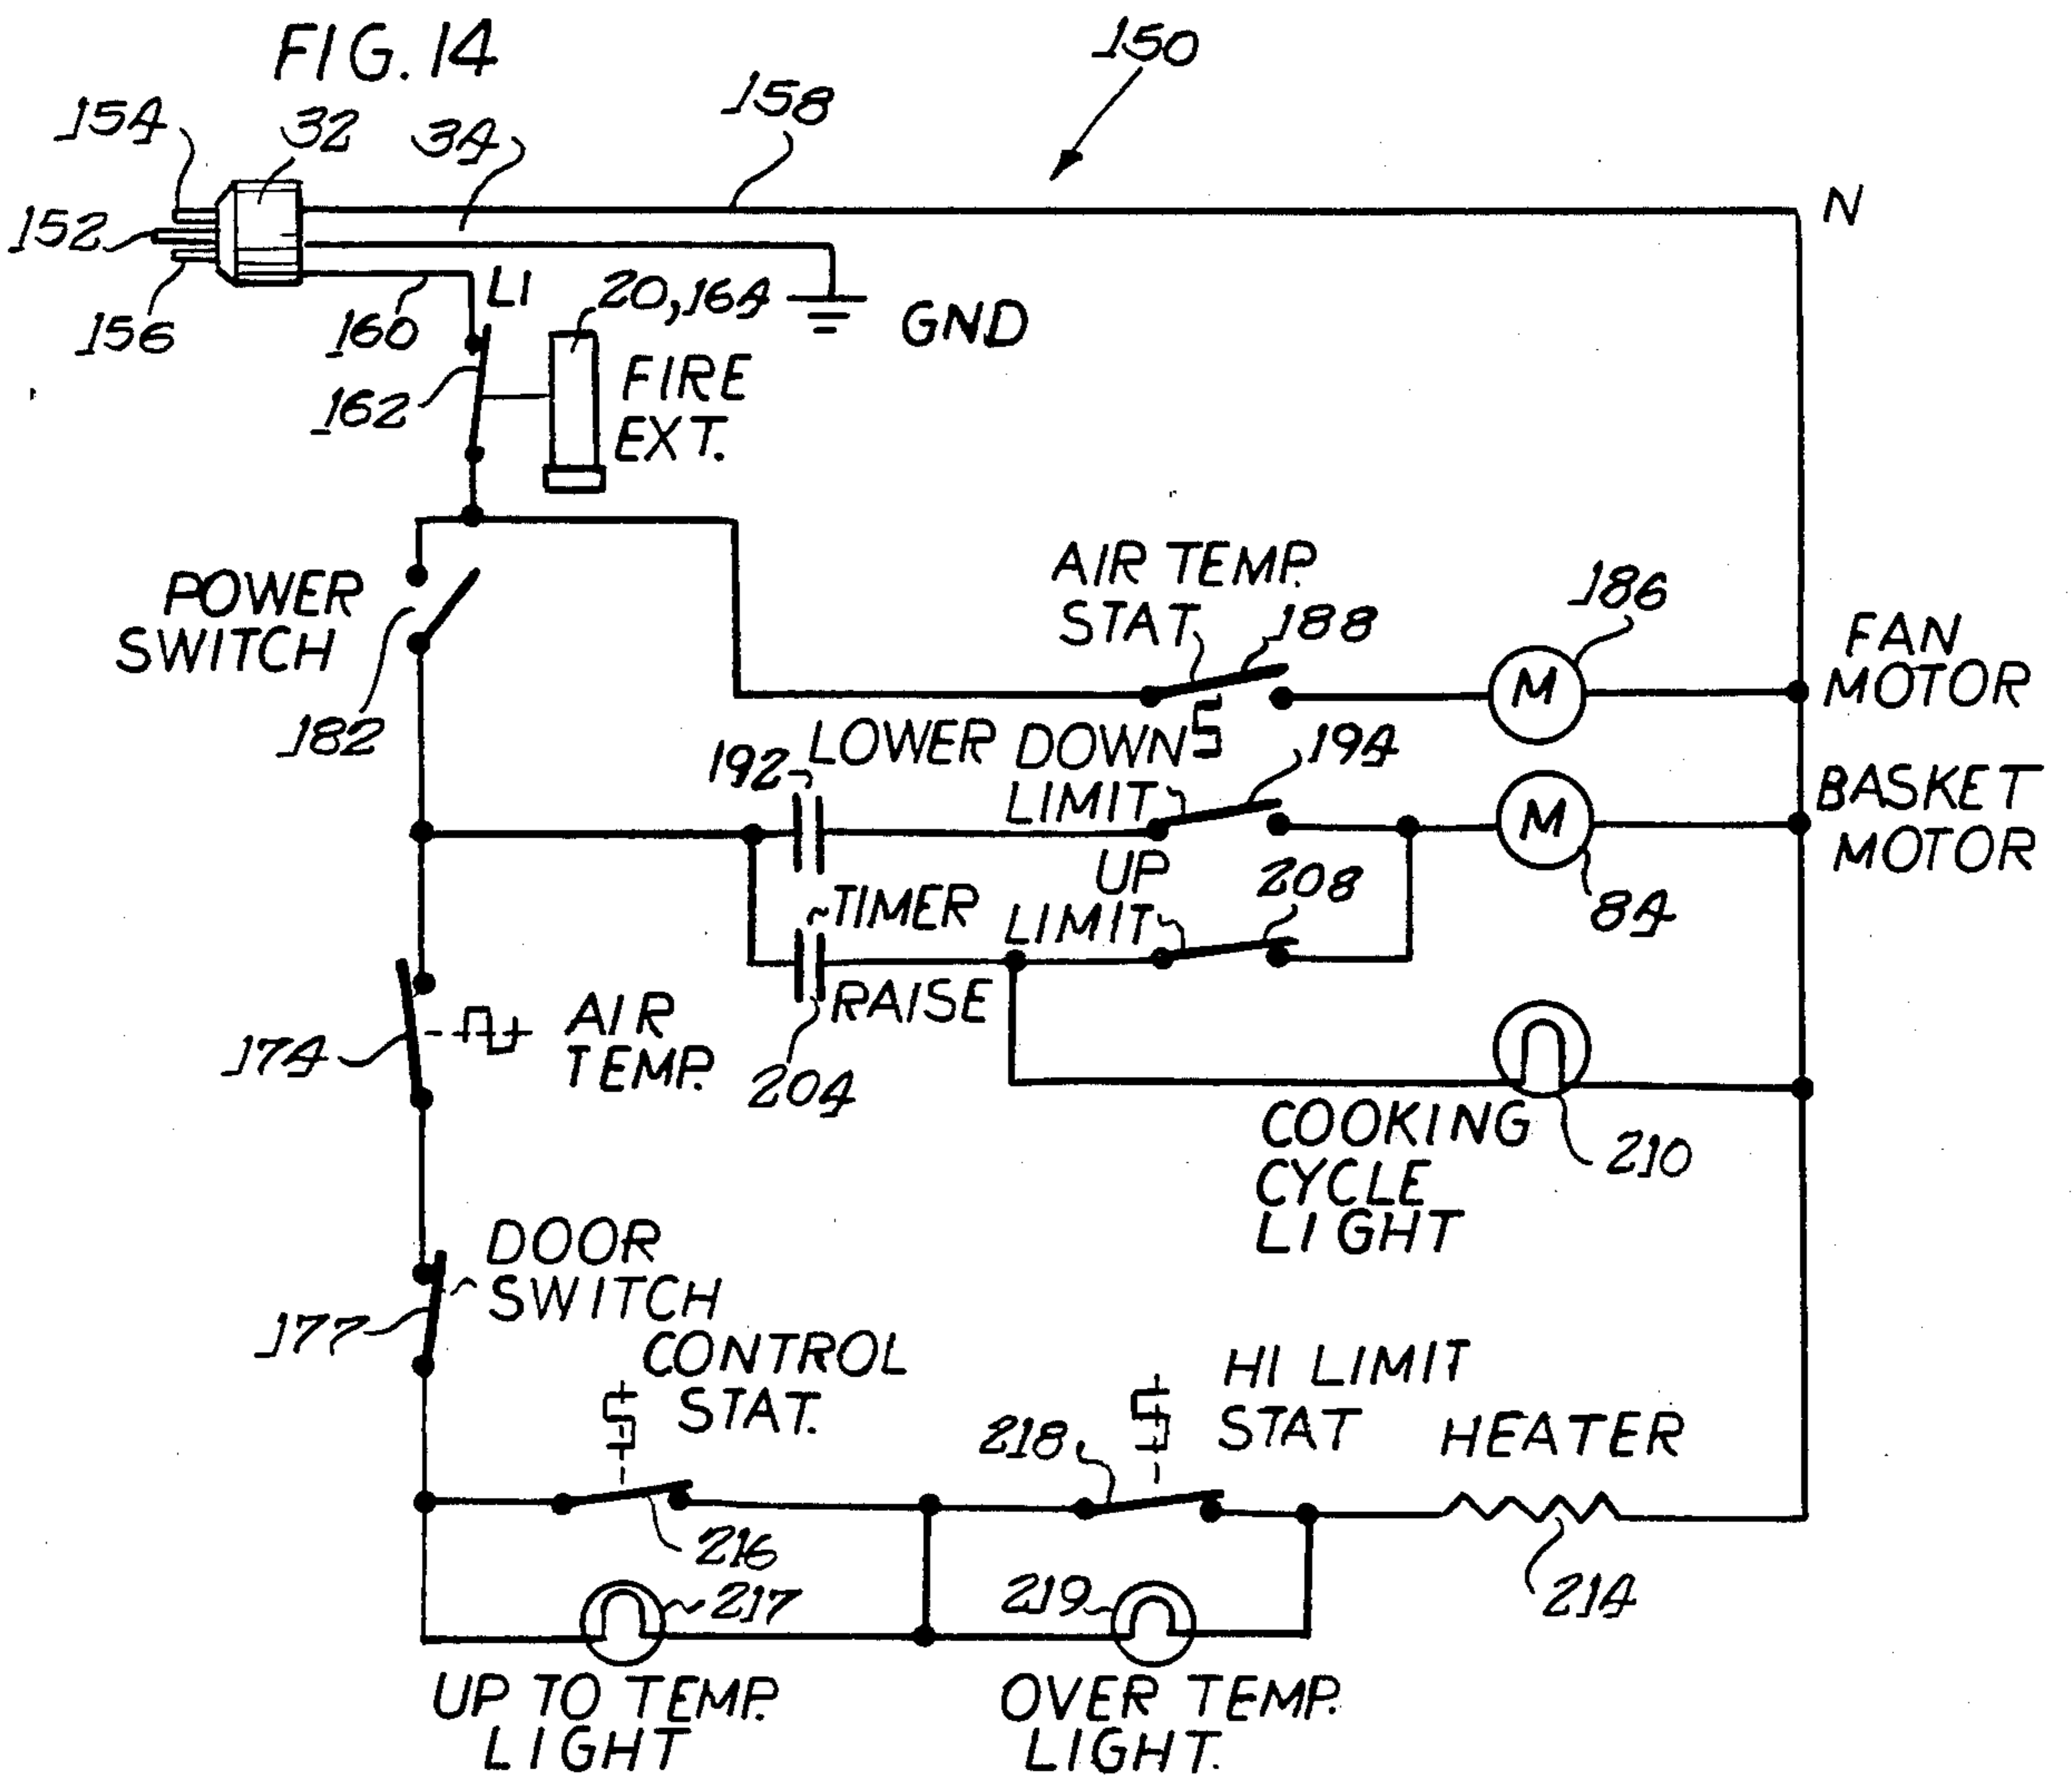 FIG. 14
150
154
32
34
158
152
N
156
160
L1
20,164
GND
162
FIRE
EXT.
POWER
SWITCH
182
AIR TEMP.
STAT
188
186
FAN
MOTOR
192
LOWER
DOWN
LIMIT
194
BASKET
MOTOR
UP
LIMIT
208
84
TIMER
RAISE
204
174
AIR
TEMP.
COOKING
CYCLE
LIGHT
210
DOOR
SWITCH
177
CONTROL
STAT.
HI LIMIT
STAT
218
HEATER
216
217
219
214
UP TO TEMP.
LIGHT
OVER TEMP.
LIGHT.